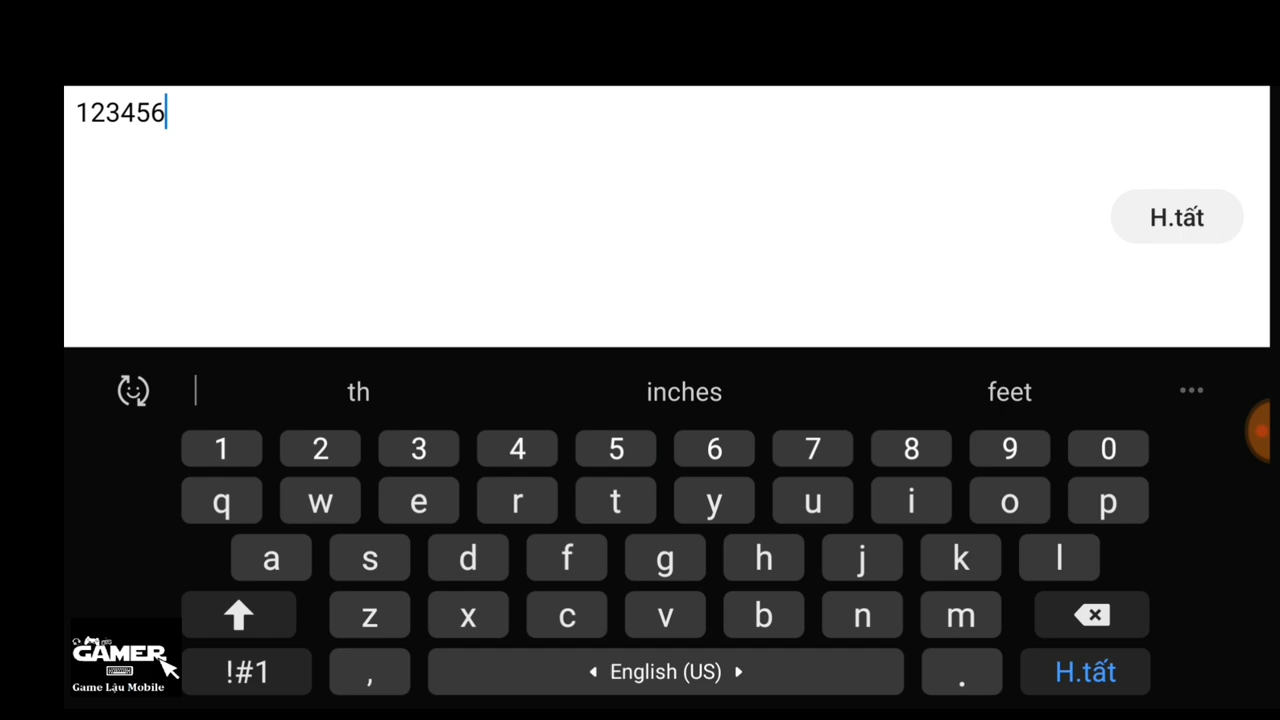 123456
H.tất
th inches feet
1 2 3 4 5 6 7 8 9 0
q w e r t y u i o p
a s d f g h j k l
z x c v b n m
!#1 , English (US) . H.tất
GAMER
Game Lậu Mobile